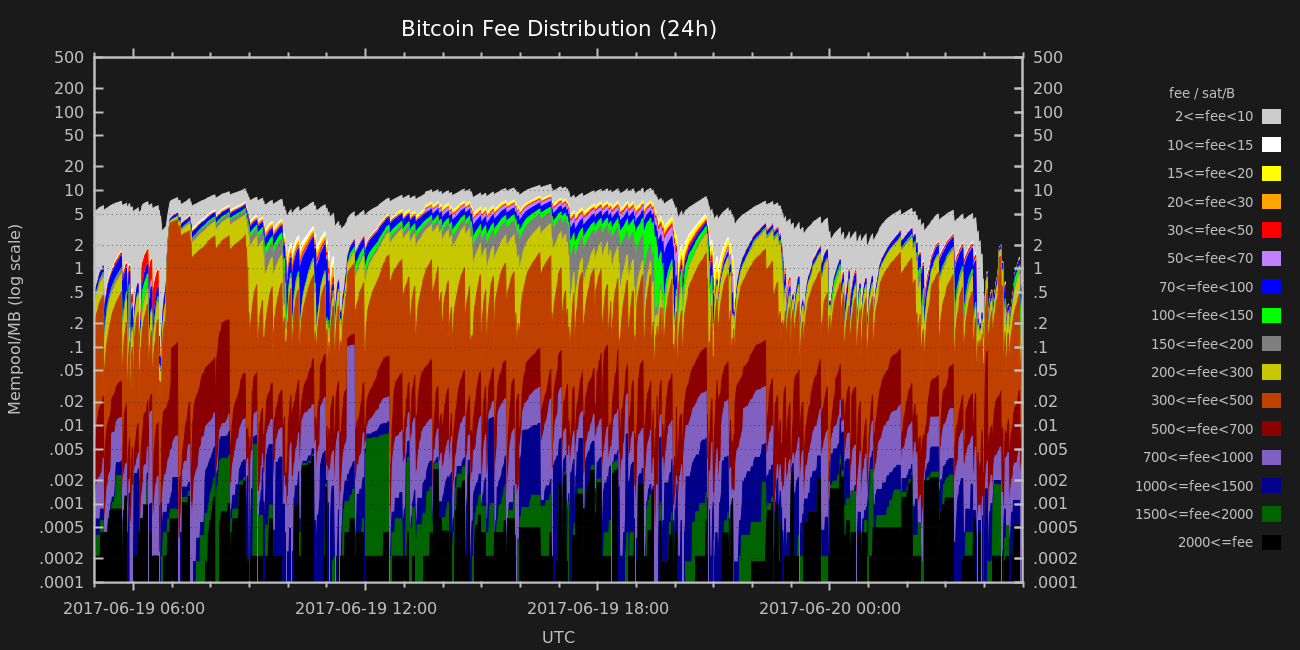 Bitcoin Fee Distribution (24h)
500 500
200 200
100 100
50 50
20 20
10 10
5 5
2 2
1 1
.5 .5
.2 .2
.1 .1
.05 .05
.02 .02
.01 .01
.005 .005
.002 .002
.001 .001
.0005 .0005
.0002 .0002
.0001 .0001
Mempool/MB (log scale)
2017-06-19 06:00 2017-06-19 12:00 2017-06-19 18:00 2017-06-20 00:00
UTC
fee / sat/B
2<=fee<10
10<=fee<15
15<=fee<20
20<=fee<30
30<=fee<50
50<=fee<70
70<=fee<100
100<=fee<150
150<=fee<200
200<=fee<300
300<=fee<500
500<=fee<700
700<=fee<1000
1000<=fee<1500
1500<=fee<2000
2000<=fee